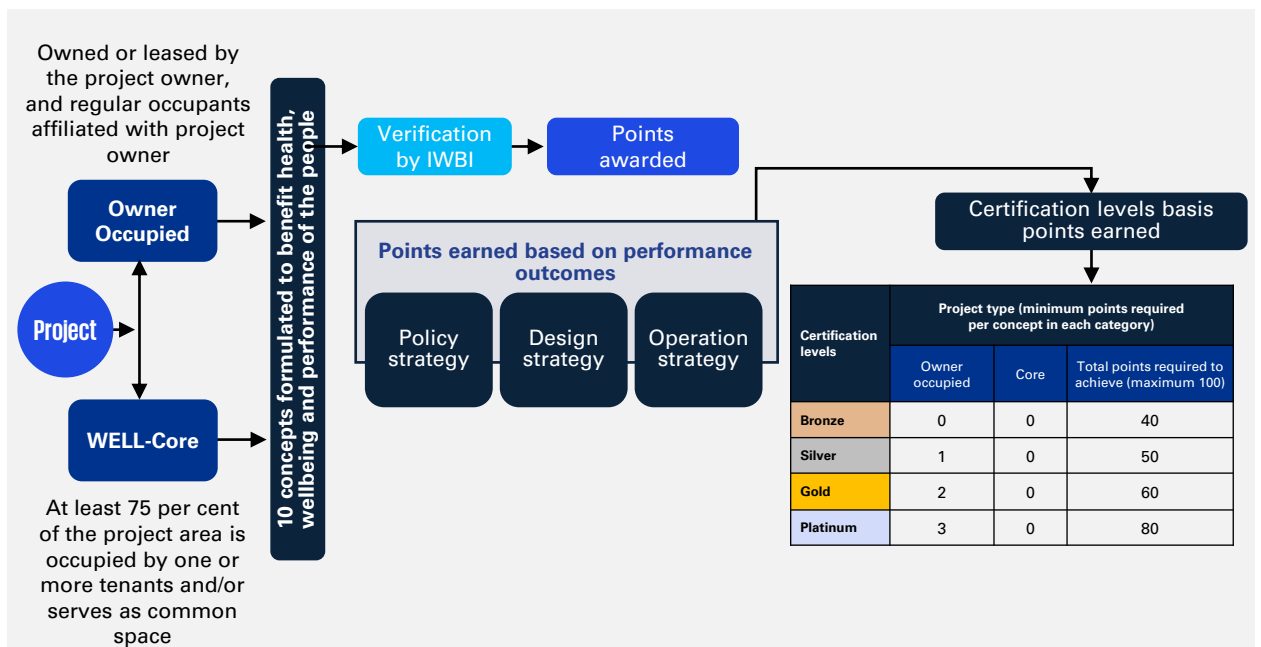 Owned or leased by
the project owner,
and regular occupants
affiliated with project
owner
Owner
Occupied
Project
WELL-Core
At least 75 per cent
of the project area is
occupied by one or
more tenants and/or
serves as common
space
10 concepts formulated to benefit health,
wellbeing and performance of the people
Verification
by IWBI
Points
awarded
Points earned based on performance
outcomes
Policy
strategy
Design
strategy
Operation
strategy
Certification levels basis
points earned
Certification
levels
Project type (minimum points required
per concept in each category)
Owner
occupied
Core
Total points required to
achieve (maximum 100)
Bronze 0 0 40
Silver 1 0 50
Gold 2 0 60
Platinum 3 0 80